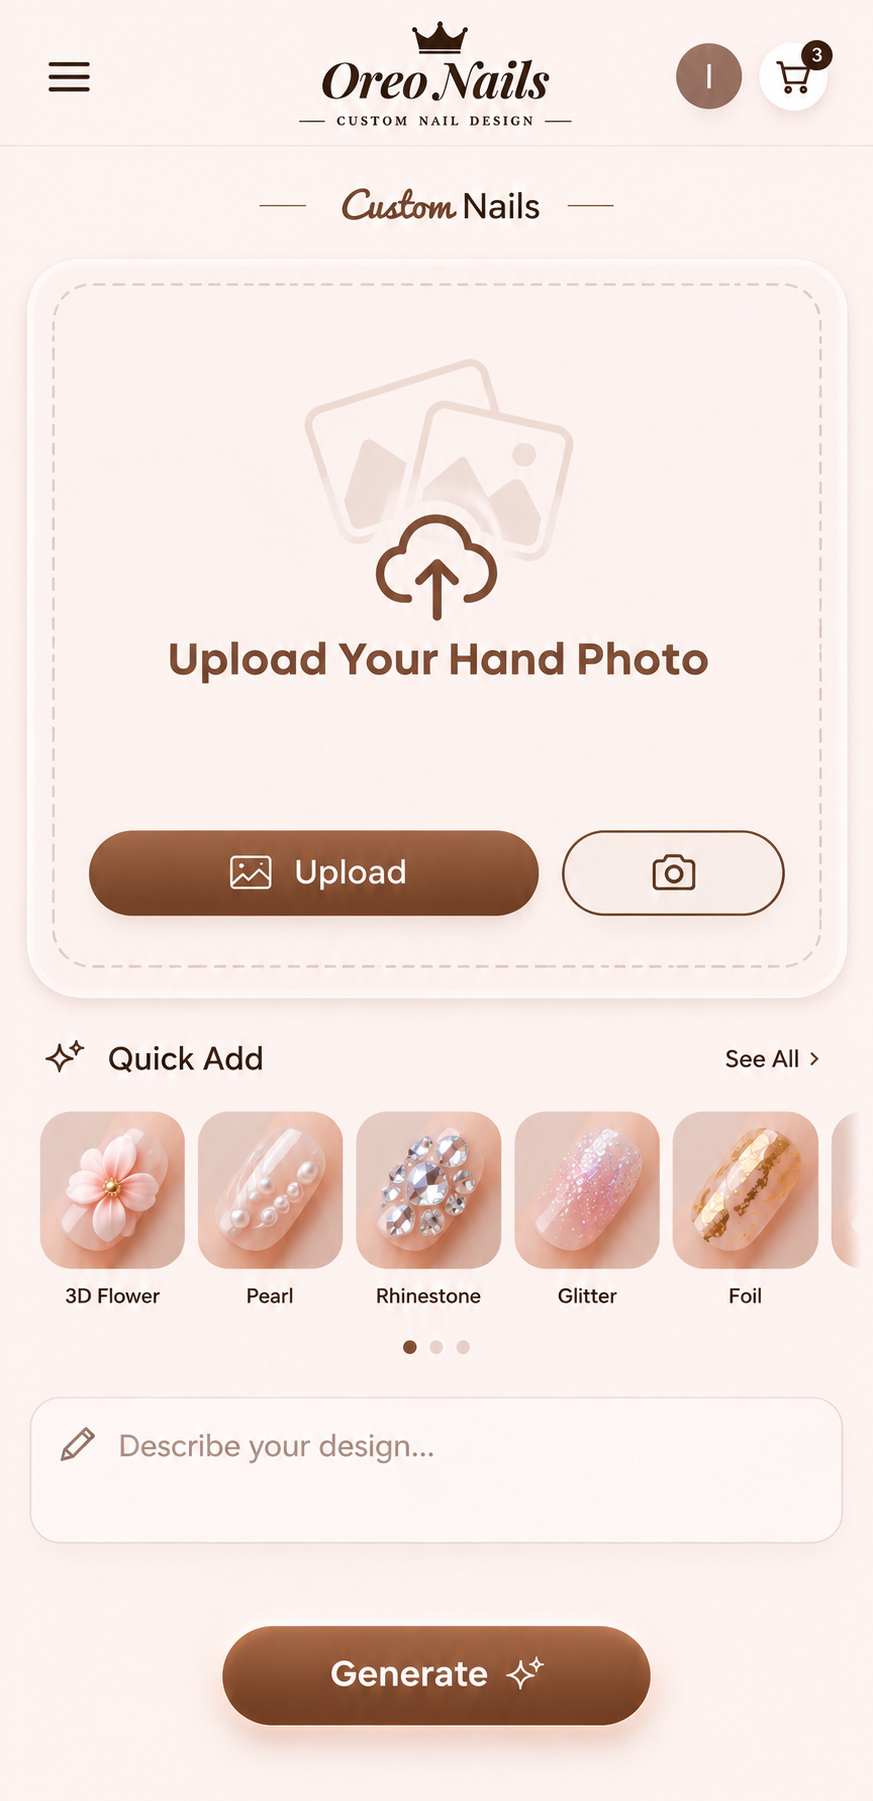 Oreo Nails
CUSTOM NAIL DESIGN
I
3
Custom Nails
Upload Your Hand Photo
Upload
Quick Add
See All >
3D Flower
Pearl
Rhinestone
Glitter
Foil
Describe your design...
Generate